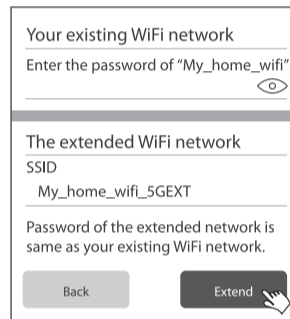 Your existing WiFi network
Enter the password of “My_home_wifi”
The extended WiFi network
SSID
My_home_wifi_5GEXT
Password of the extended network is
same as your existing WiFi network.
Back
Extend